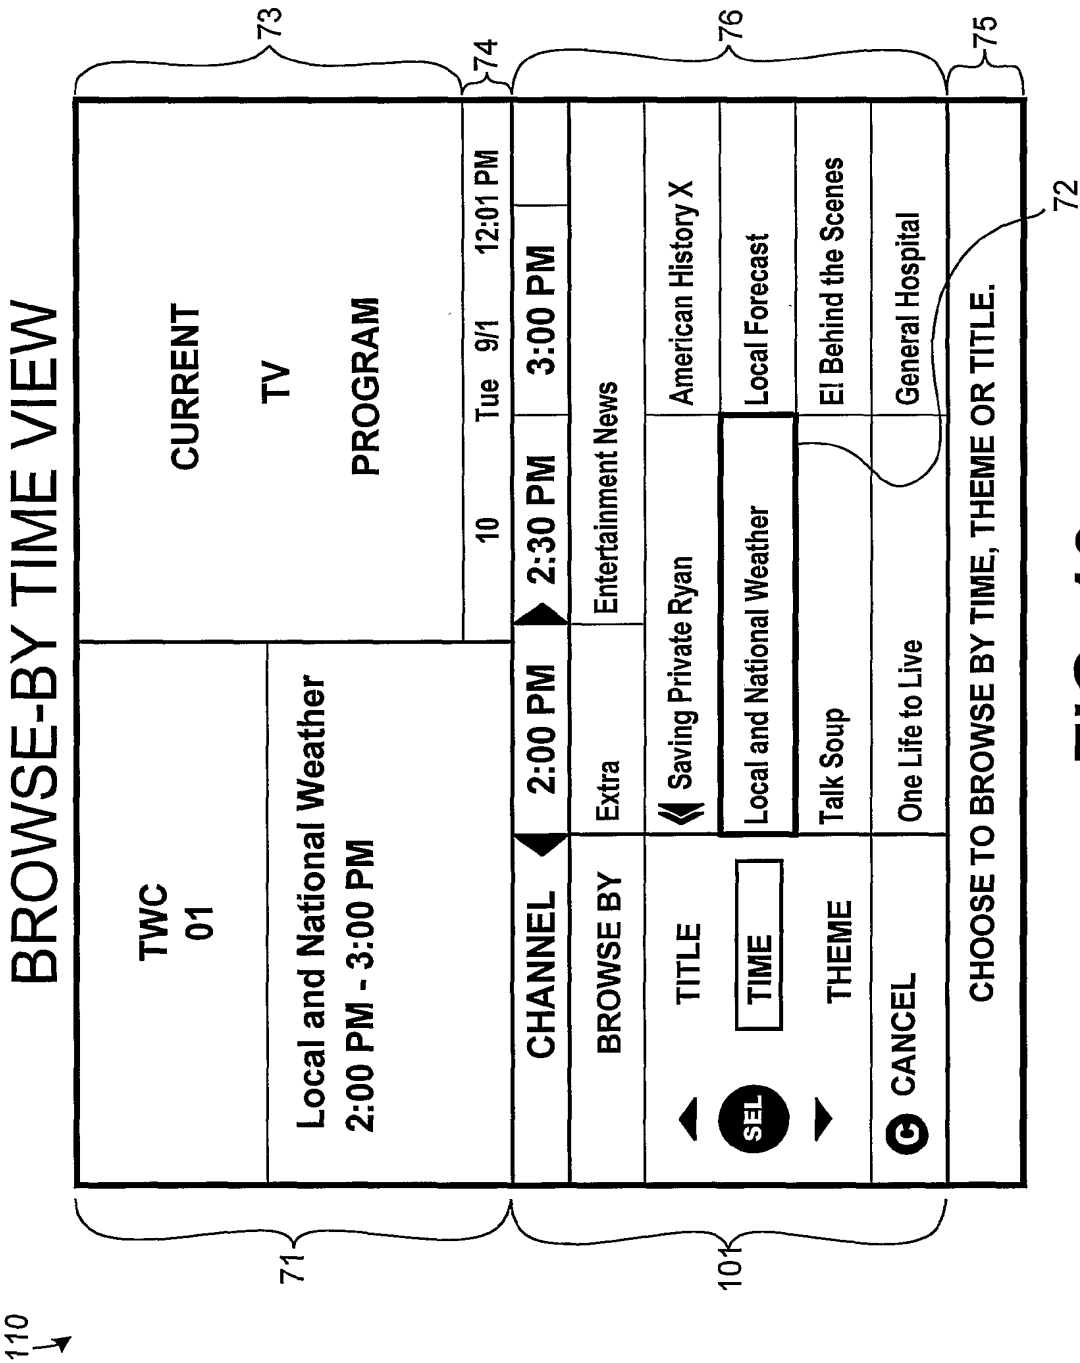 110
BROWSE-BY TIME VIEW
71
73
TWC
01
CURRENT
TV
PROGRAM
Local and National Weather
2:00 PM - 3:00 PM
10 Tue 9/1 12:01 PM
74
CHANNEL 2:00 PM 2:30 PM 3:00 PM
BROWSE BY
Extra Entertainment News
TITLE
Saving Private Ryan American History X
101
76
SEL
TIME
Local and National Weather Local Forecast
THEME
Talk Soup E! Behind the Scenes
C CANCEL
One Life to Live General Hospital
CHOOSE TO BROWSE BY TIME, THEME OR TITLE.
75
72